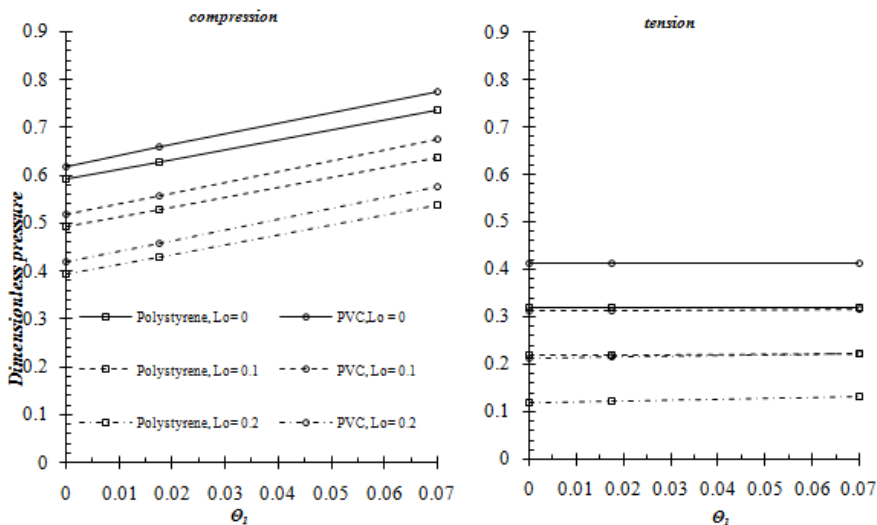 compression
0.9
0.8
0.7
0.6
0.5
0.4
0.3
0.2
0.1
0
Dimensionless pressure
Polystyrene, Lo= 0
PVC,Lo = 0
Polystyrene, Lo= 0.1
PVC, Lo= 0.1
Polystyrene, Lo= 0.2
PVC, Lo= 0.2
0 0.01 0.02 0.03 0.04 0.05 0.06 0.07
Θ₁
tension
0.9
0.8
0.7
0.6
0.5
0.4
0.3
0.2
0.1
0
0 0.01 0.02 0.03 0.04 0.05 0.06 0.07
Θ₁